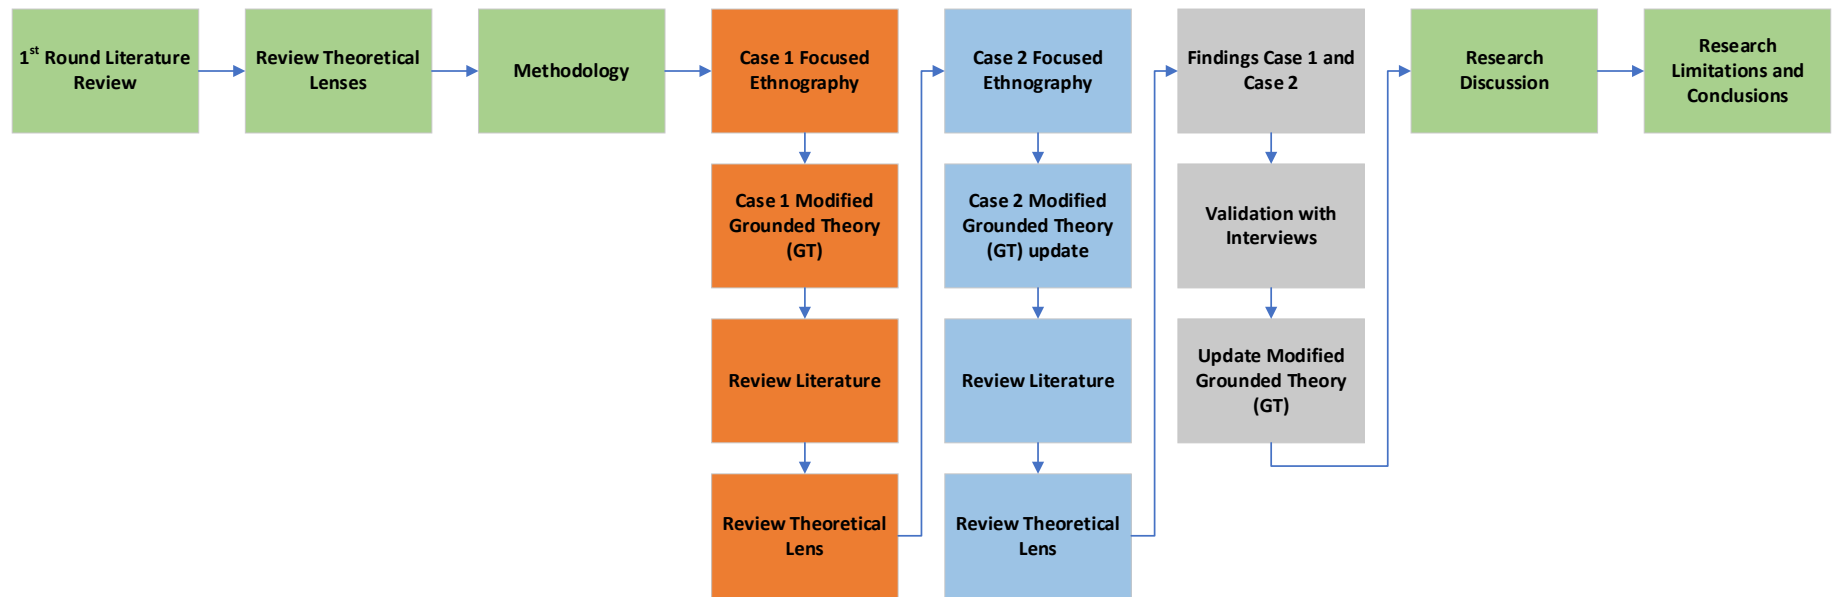 1st Round Literature
Review
Review Theoretical
Lenses
Methodology
Case 1 Focused
Ethnography
Case 1 Modified
Grounded Theory
(GT)
Review Literature
Review Theoretical
Lens
Case 2 Focused
Ethnography
Case 2 Modified
Grounded Theory
(GT) update
Review Literature
Review Theoretical
Lens
Findings Case 1 and
Case 2
Validation with
Interviews
Update Modified
Grounded Theory
(GT)
Research
Discussion
Research
Limitations and
Conclusions